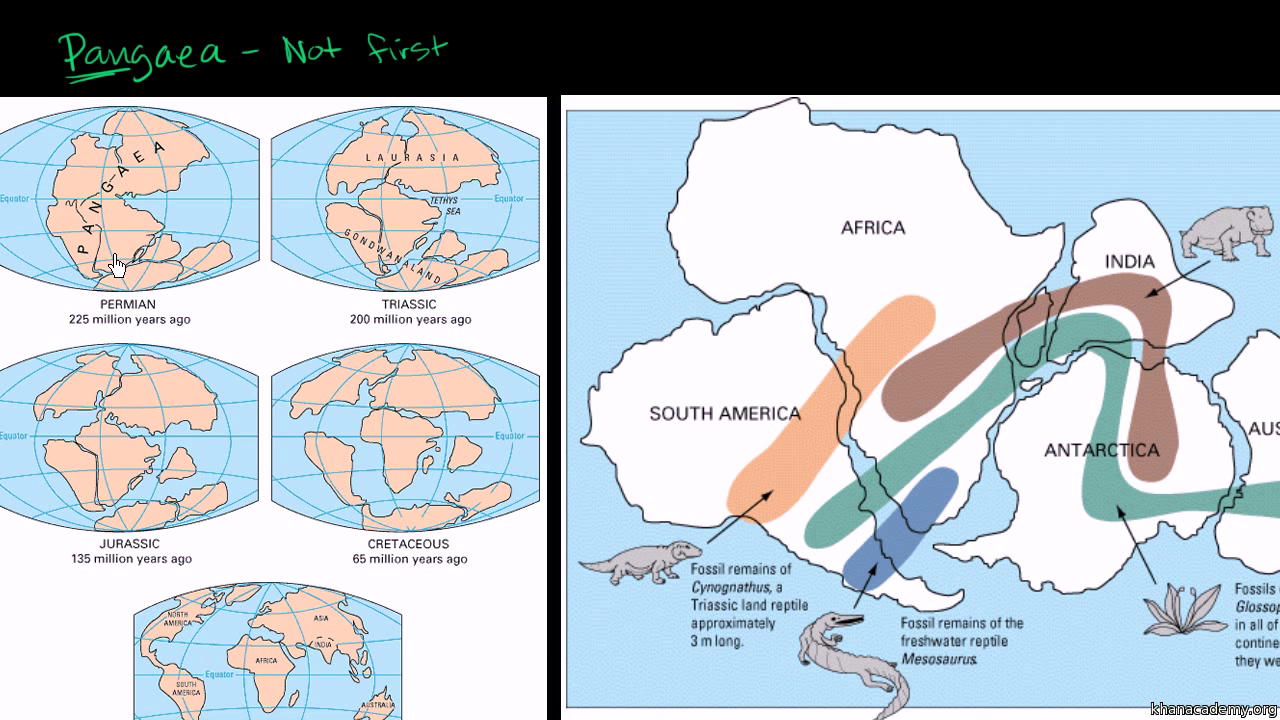 Pangaea - Not first
PANGAEA
Equator
PERMIAN
225 million years ago
LAURASIA
TETHYS
SEA
Equator
GONDWANALAND
TRIASSIC
200 million years ago
Equator
JURASSIC
135 million years ago
Equator
CRETACEOUS
65 million years ago
NORTH
AMERICA
ASIA
INDIA
AFRICA
Equator
SOUTH
AMERICA
AUSTRALIA
AFRICA
INDIA
SOUTH AMERICA
ANTARCTICA
AUS
Fossil remains of
Cynognathus, a
Triassic land reptile
approximately
3 m long.
Fossil remains of the
freshwater reptile
Mesosaurus.
Fossils
Glossop
in all of
contine
they we
khanacademy.org